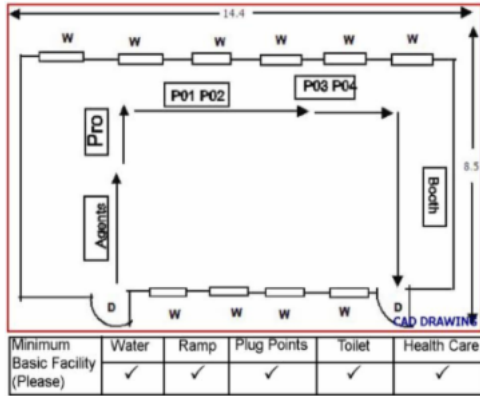 14.4
W W W W W W
P01 P02
P03 P04
Pro
8.5
Booth
Agents
D
W W W W
D
CAD DRAWING
Minimum Basic Facility (Please)
Water
Ramp
Plug Points
Toilet
Health Care
✓ ✓ ✓ ✓ ✓